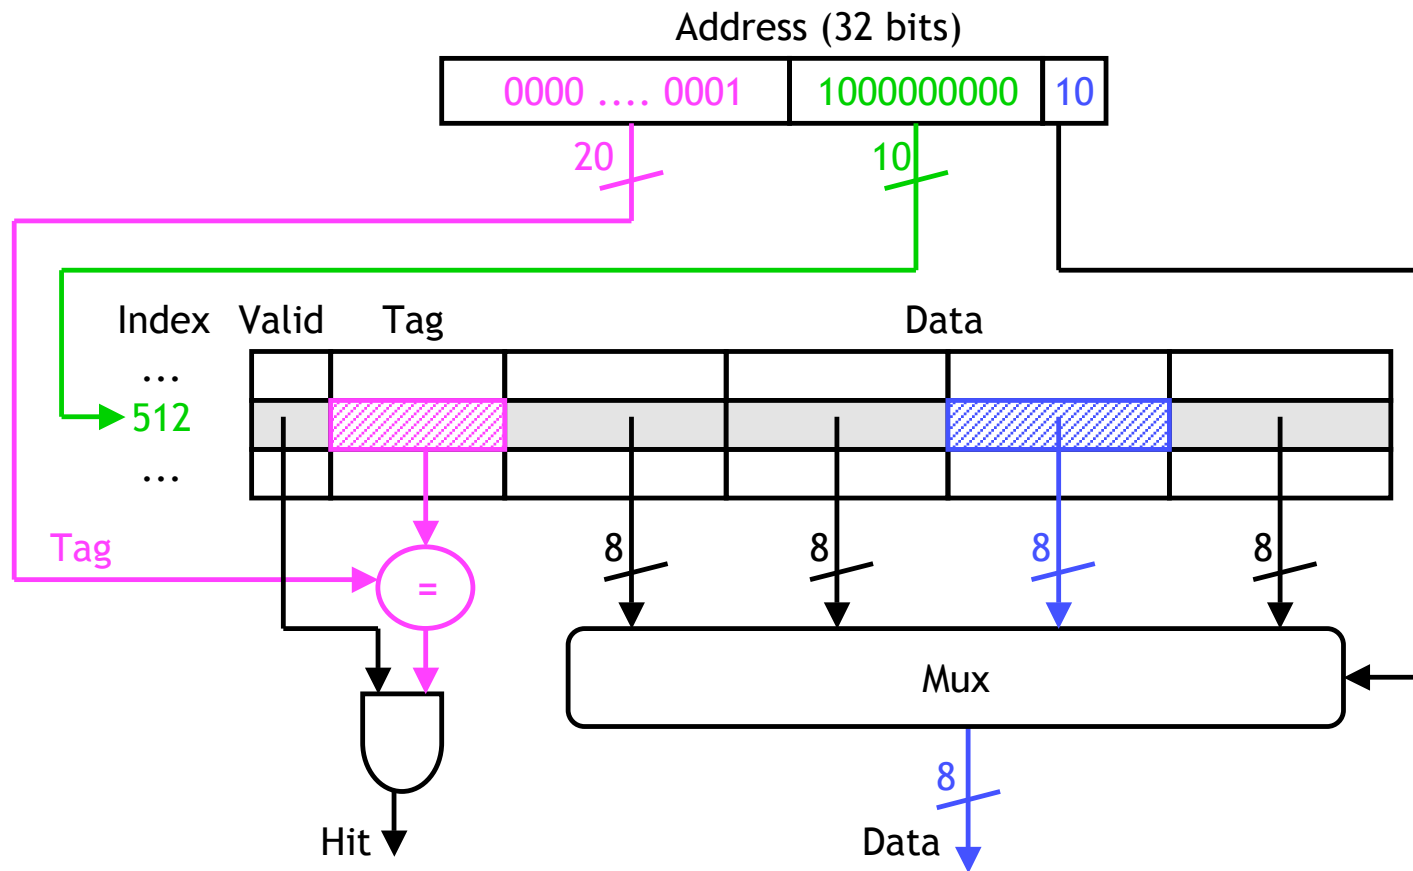 Address (32 bits)
0000 .... 0001 1000000000 10
20 10
Index Valid Tag Data
...
512
...
Tag 8 8 8 8
=
Mux
8
Hit Data